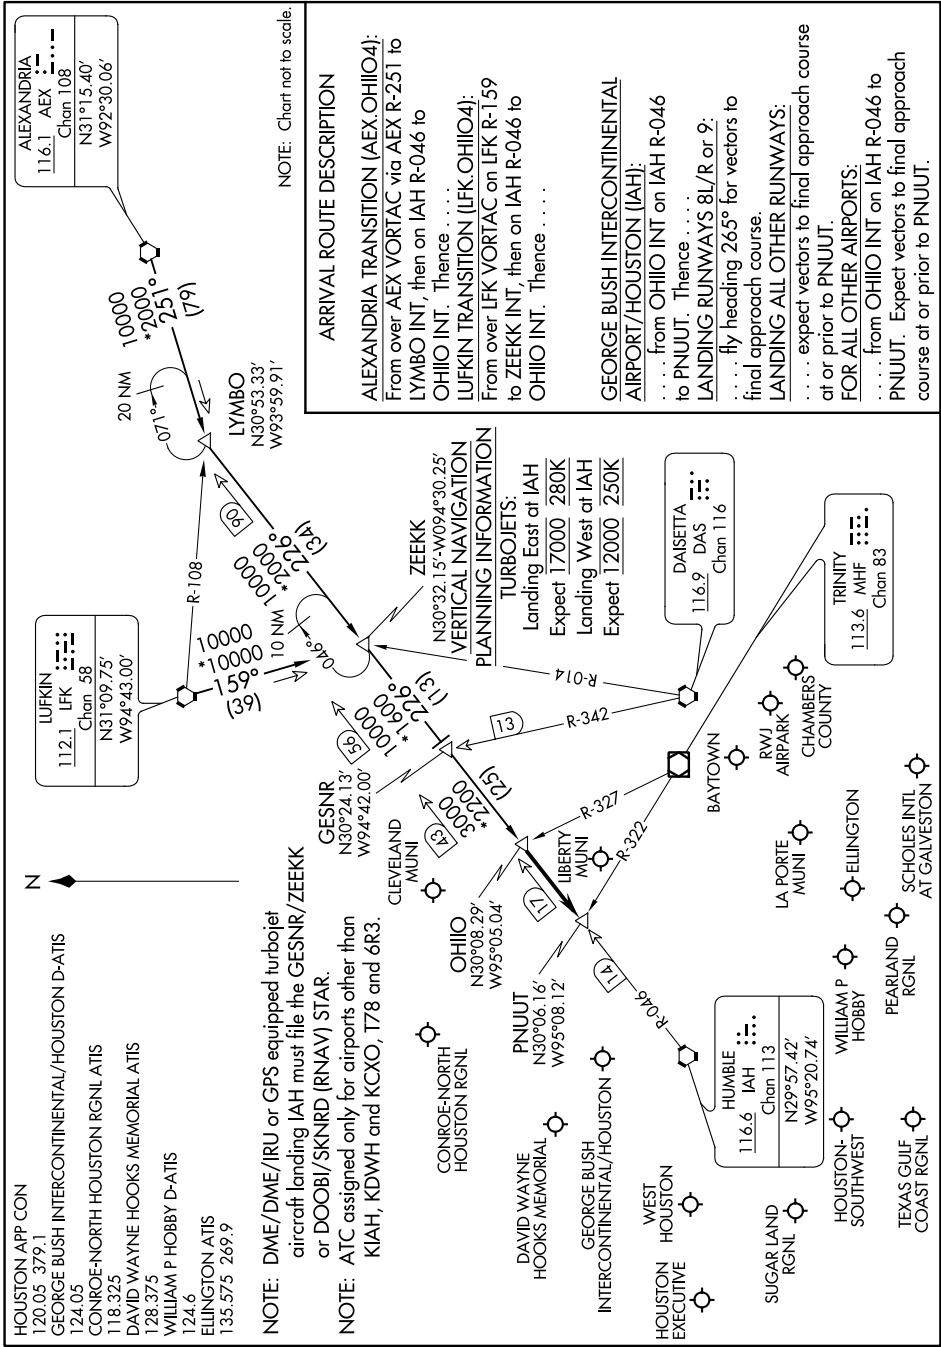 HOUSTON APP CON
120.05 379.1
GEORGE BUSH INTERCONTINENTAL/HOUSTON D-ATIS
124.05
CONROE-NORTH HOUSTON RGNL ATIS
118.325
DAVID WAYNE HOOKS MEMORIAL ATIS
128.375
WILLIAM P HOBBY D-ATIS
124.6
ELLINGTON ATIS
135.575 269.9
N
NOTE: DME/DME/IRU or GPS equipped turbojet
aircraft landing IAH must file the GESNR/ZEEKK
or DOOBI/SKNRD (RNAV) STAR.
NOTE: ATC assigned only for airports other than
KIAH, KDWH and KCXO, T78 and 6R3.
LUFKIN
112.1 LFK
Chan 58
N31°09.75'
W94°43.00'
ALEXANDRIA
116.1 AEX
Chan 108
N31°15.40'
W92°30.06'
NOTE: Chart not to scale.
10000
*2000
251°
(79)
20 NM
071°
LYMBO
N30°53.33'
W93°59.91'
R-108
90
10000
*2000
226°
(34)
10000
*10000
159°
(39)
10 NM
046°
ZEEKK
N30°32.15'-W094°30.25'
VERTICAL NAVIGATION
PLANNING INFORMATION
TURBOJETS:
Landing East at IAH
Expect 17000 280K
Landing West at IAH
Expect 12000 250K
56
10000
*1600
226°
(13)
GESNR
N30°24.13'
W94°42.00'
R-014
13
R-342
DAISETTA
116.9 DAS
Chan 116
43
3000
*2200
(25)
CLEVELAND
MUNI
OHIIO
N30°08.29'
W95°05.04'
17
LIBERTY
MUNI
R-327
R-322
TRINITY
113.6 MHF
Chan 83
PNUUT
N30°06.16'
W95°08.12'
14
R-046
HUMBLE
116.6 IAH
Chan 113
N29°57.42'
W95°20.74'
CONROE-NORTH
HOUSTON RGNL
DAVID WAYNE
HOOKS MEMORIAL
GEORGE BUSH
INTERCONTINENTAL/HOUSTON
WEST
HOUSTON
HOUSTON
EXECUTIVE
SUGAR LAND
RGNL
HOUSTON-
SOUTHWEST
TEXAS GULF
COAST RGNL
WILLIAM P
HOBBY
PEARLAND
RGNL
ELLINGTON
LA PORTE
MUNI
SCHOLES INTL
AT GALVESTON
BAYTOWN
RWJ
AIRPARK
CHAMBERS
COUNTY
ARRIVAL ROUTE DESCRIPTION
ALEXANDRIA TRANSITION (AEX.OHIIO4):
From over AEX VORTAC via AEX R-251 to
LYMBO INT, then on IAH R-046 to
OHIIO INT. Thence . . . .
LUFKIN TRANSITION (LFK.OHIIO4):
From over LFK VORTAC on LFK R-159
to ZEEKK INT, then on IAH R-046 to
OHIIO INT. Thence . . . .
GEORGE BUSH INTERCONTINENTAL
AIRPORT/HOUSTON (IAH):
. . . . from OHIIO INT on IAH R-046
to PNUUT. Thence . . . .
LANDING RUNWAYS 8L/R or 9:
. . . . fly heading 265° for vectors to
final approach course.
LANDING ALL OTHER RUNWAYS:
. . . . expect vectors to final approach course
at or prior to PNUUT.
FOR ALL OTHER AIRPORTS:
. . . . from OHIIO INT on IAH R-046 to
PNUUT. Expect vectors to final approach
course at or prior to PNUUT.